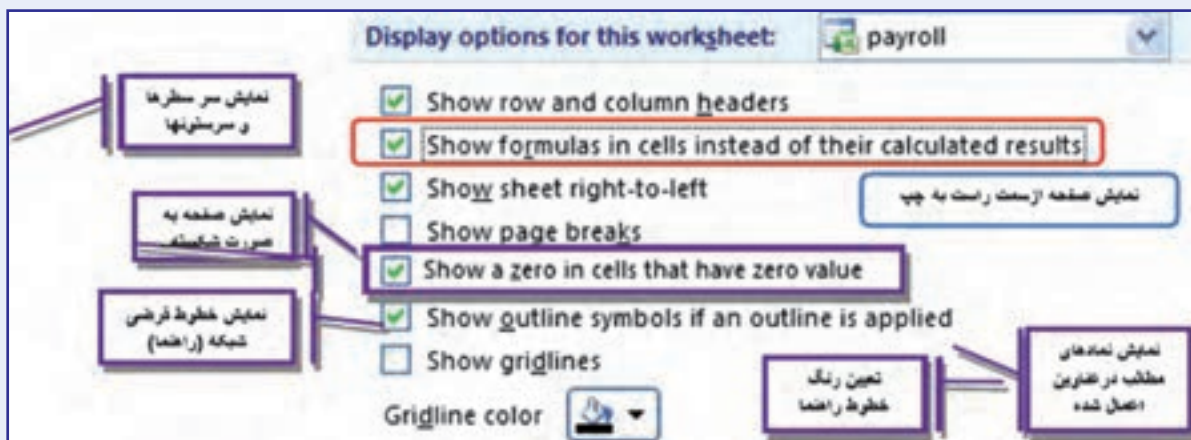 Display options for this worksheet: payroll
نمایش سر سطرها
و سرستونها
Show row and column headers
Show formulas in cells instead of their calculated results
Show sheet right-to-left
نمایش صفحه از سمت راست به چپ
نمایش صفحه به
صورت شکسته
Show page breaks
Show a zero in cells that have zero value
نمایش خطوط فرضی
شبکه (راهنما)
Show outline symbols if an outline is applied
نمایش نمادهای
مطالب در عناوین
اعمال شده
Show gridlines
تعیین رنگ
خطوط راهنما
Gridline color